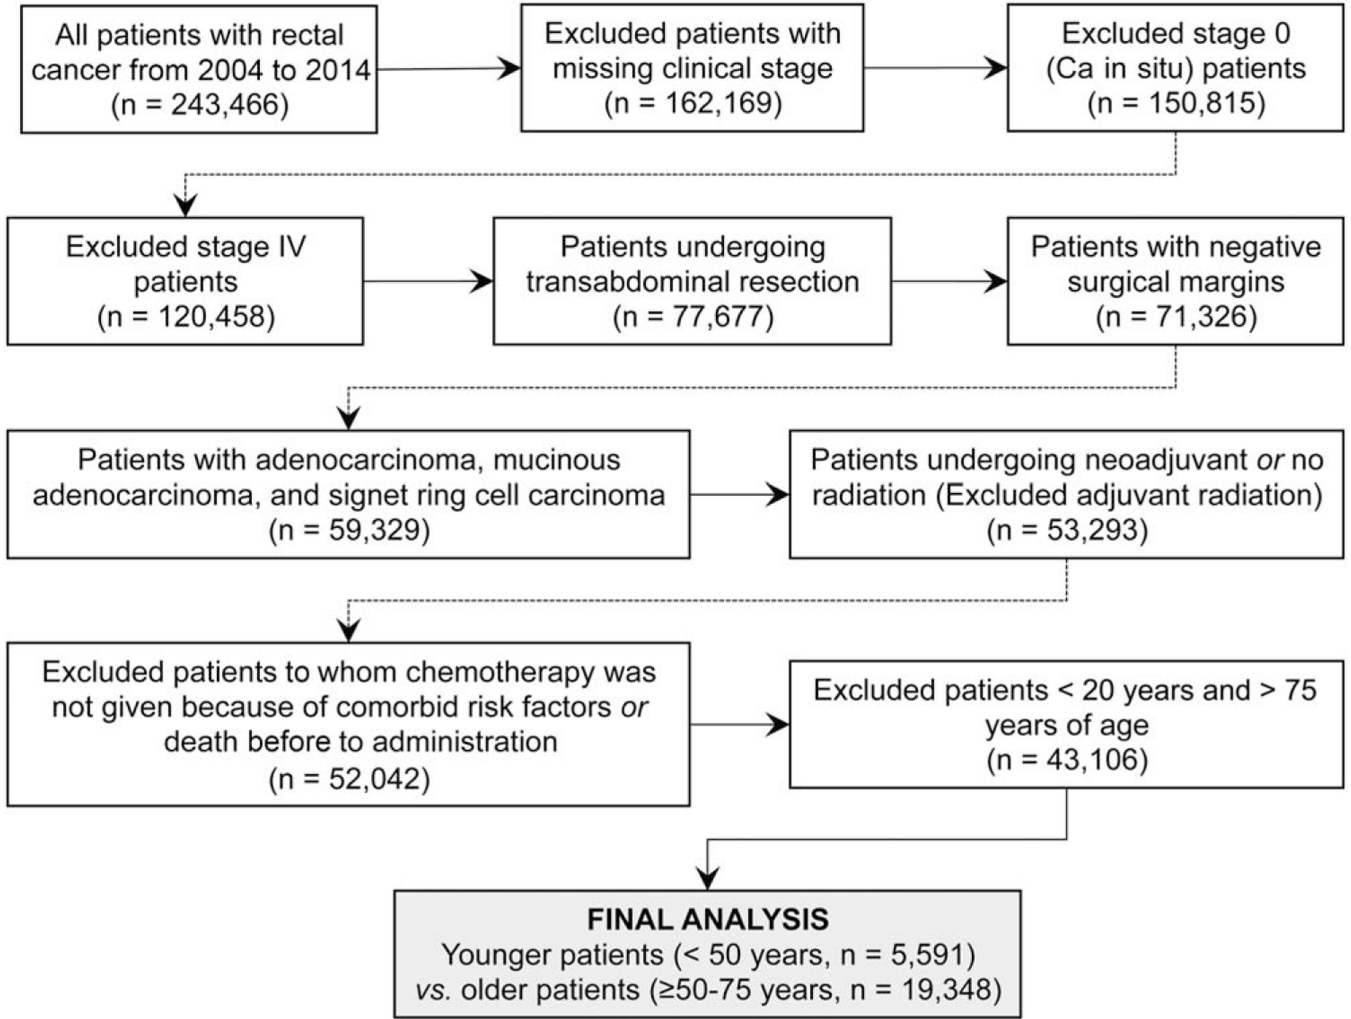 All patients with rectal
cancer from 2004 to 2014
(n = 243,466)
Excluded patients with
missing clinical stage
(n = 162,169)
Excluded stage 0
(Ca in situ) patients
(n = 150,815)
Excluded stage IV
patients
(n = 120,458)
Patients undergoing
transabdominal resection
(n = 77,677)
Patients with negative
surgical margins
(n = 71,326)
Patients with adenocarcinoma, mucinous
adenocarcinoma, and signet ring cell carcinoma
(n = 59,329)
Patients undergoing neoadjuvant or no
radiation (Excluded adjuvant radiation)
(n = 53,293)
Excluded patients to whom chemotherapy was
not given because of comorbid risk factors or
death before to administration
(n = 52,042)
Excluded patients < 20 years and > 75
years of age
(n = 43,106)
FINAL ANALYSIS
Younger patients (< 50 years, n = 5,591)
vs. older patients (≥50-75 years, n = 19,348)